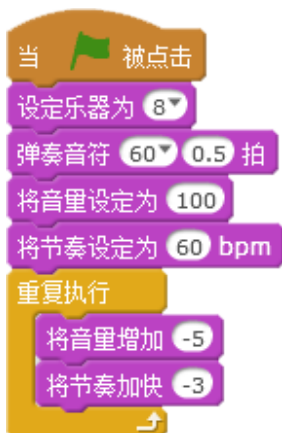 当 被点击
设定乐器为 8
弹奏音符 60 0.5 拍
将音量设定为 100
将节奏设定为 60 bpm
重复执行
将音量增加 -5
将节奏加快 -3